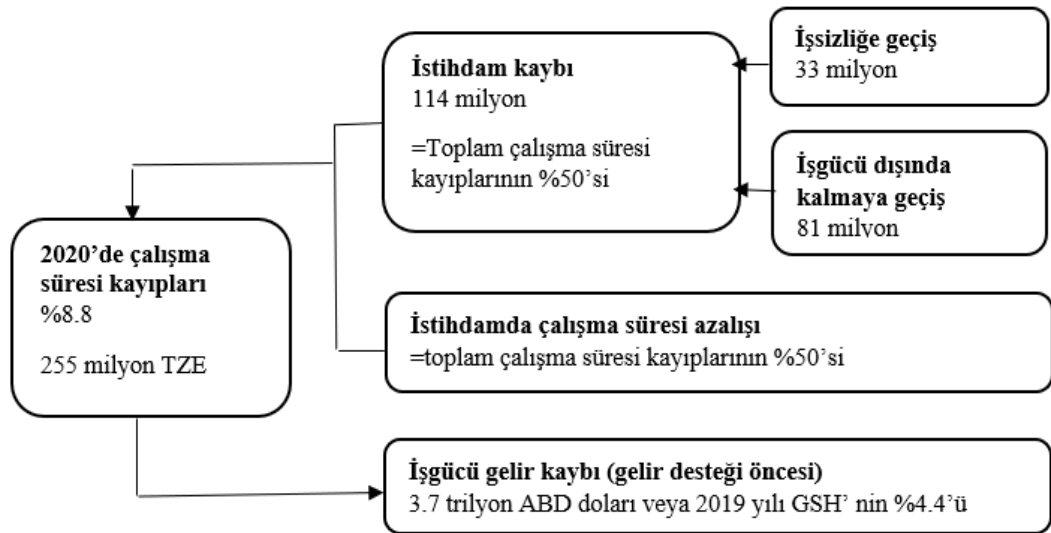 İşsizliğe geçiş
33 milyon
İstihdam kaybı
114 milyon
=Toplam çalışma süresi
kayıplarının %50’si
İşgücü dışında
kalmaya geçiş
81 milyon
2020’de çalışma
süresi kayıpları
%8.8
255 milyon TZE
İstihdamda çalışma süresi azalışı
=toplam çalışma süresi kayıplarının %50’si
İşgücü gelir kaybı (gelir desteği öncesi)
3.7 trilyon ABD doları veya 2019 yılı GSH’ nin %4.4’ü